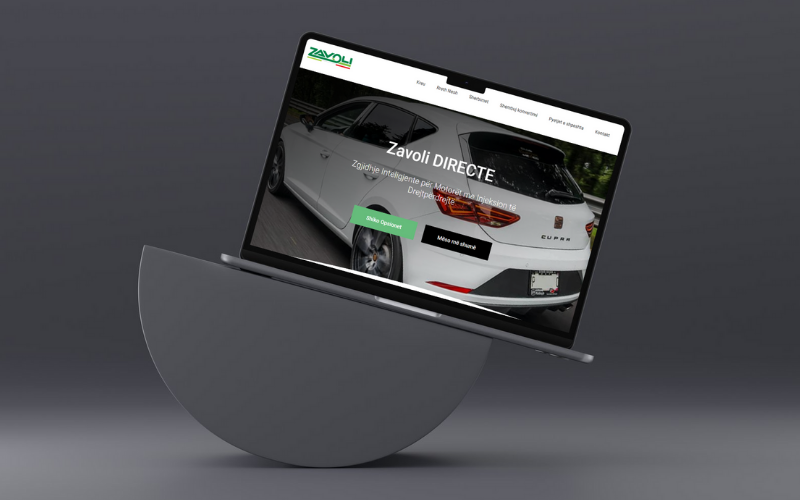 ZAVOLI
Kreu
Rreth Nesh
Shërbimet
Shembuj konvertimi
Pyetjet e shpeshta
Kontakt
Zavoli DIRECTE
Zgjidhje Inteligjente për Motorët me Injeksion të
Drejtpërdrejtë
Shiko Opsionet
Mëso më shumë
CUPRA